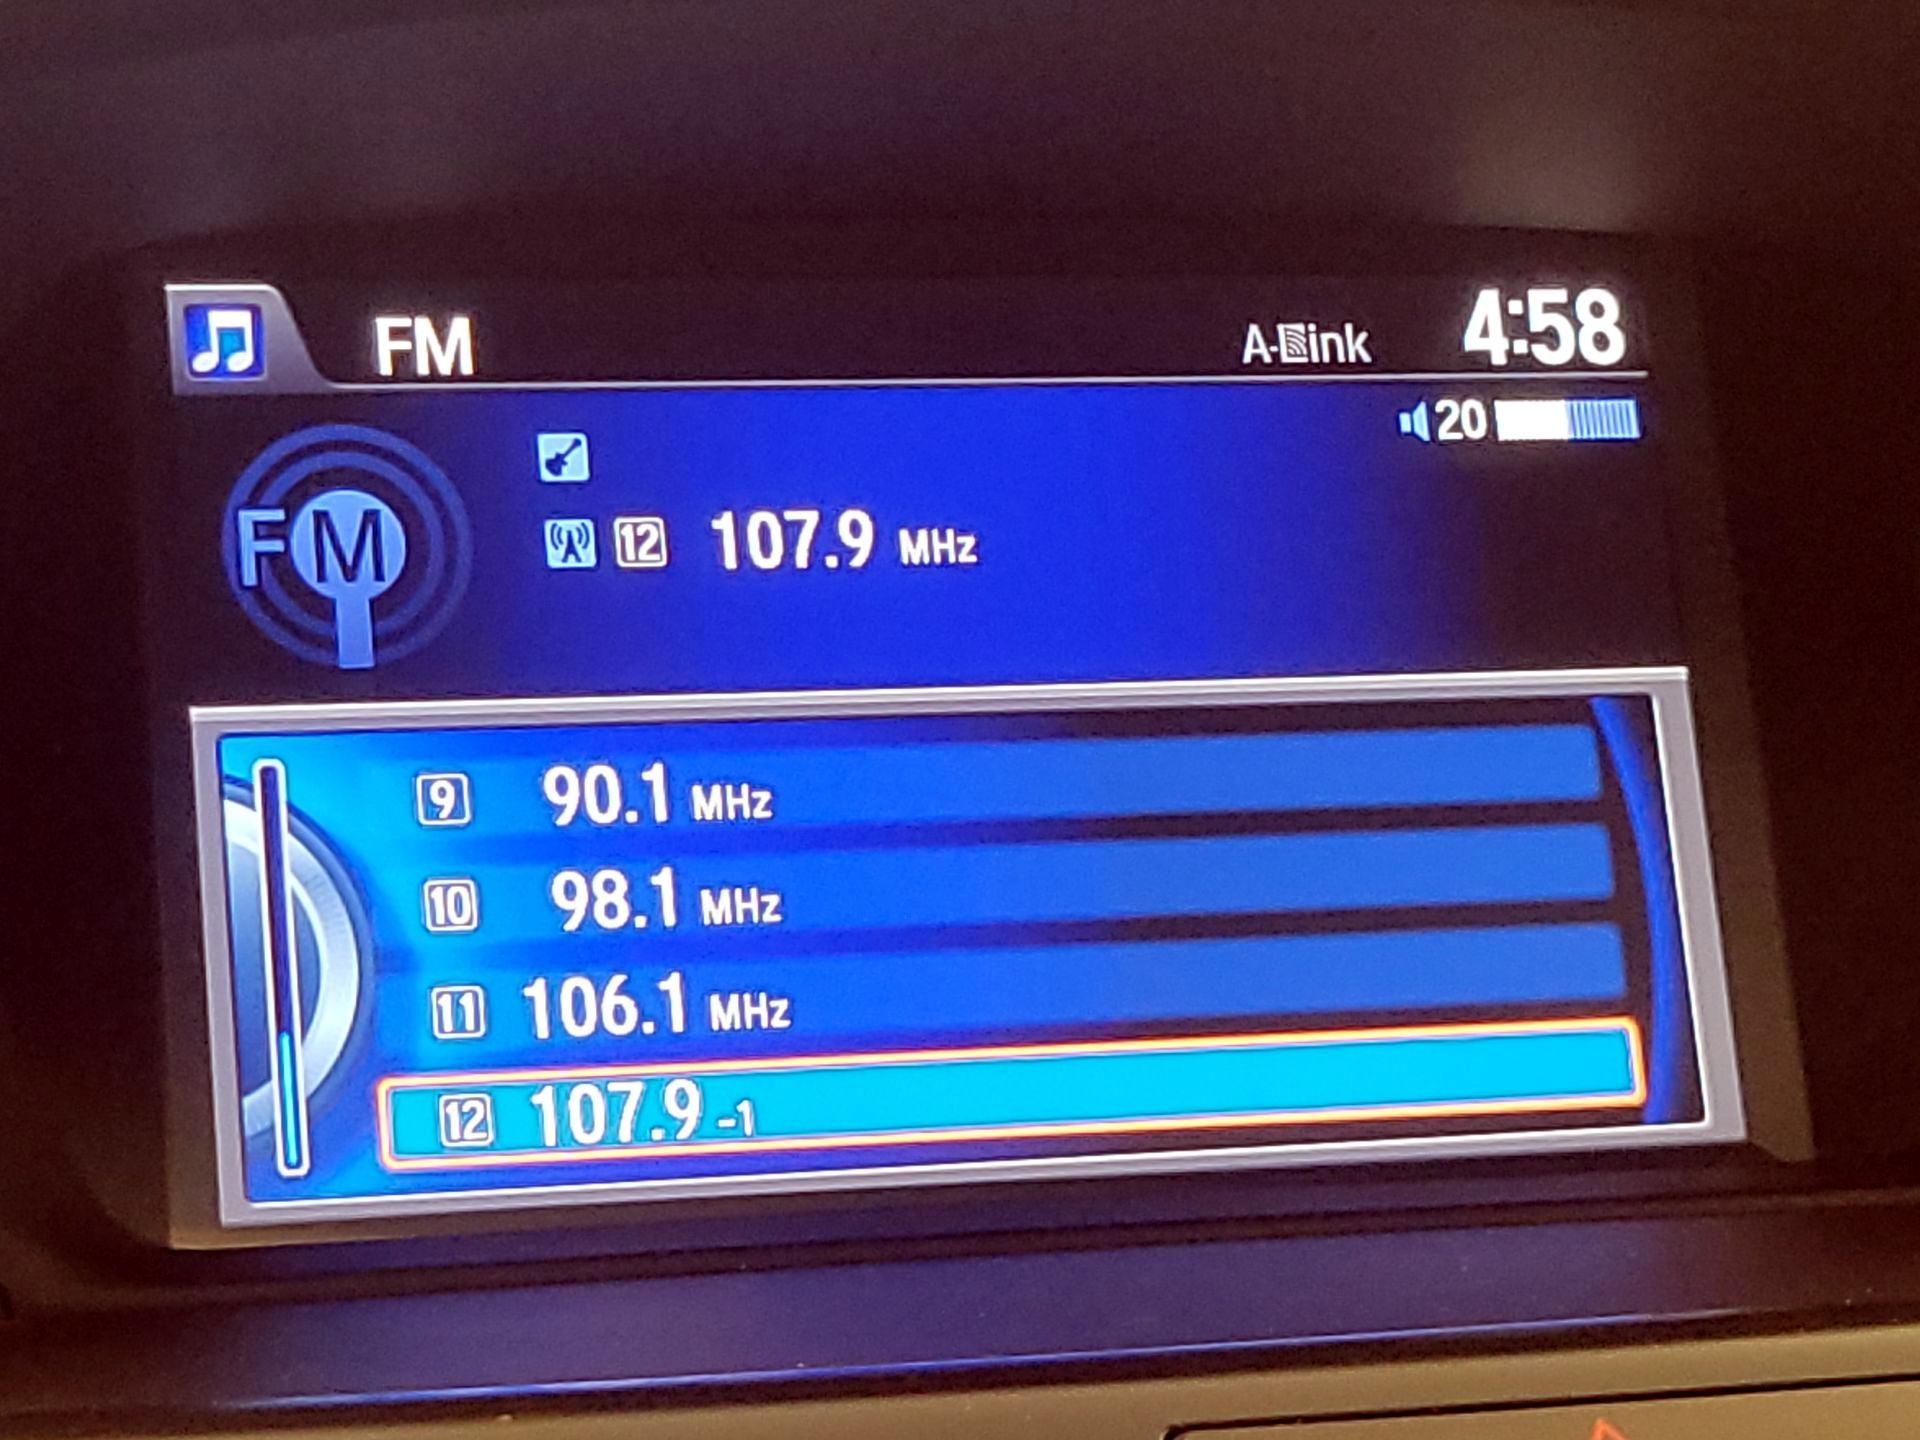 FM A-Link 4:58
20
FM
12 107.9 MHz
9 90.1 MHz
10 98.1 MHz
11 106.1 MHz
12 107.9 -1